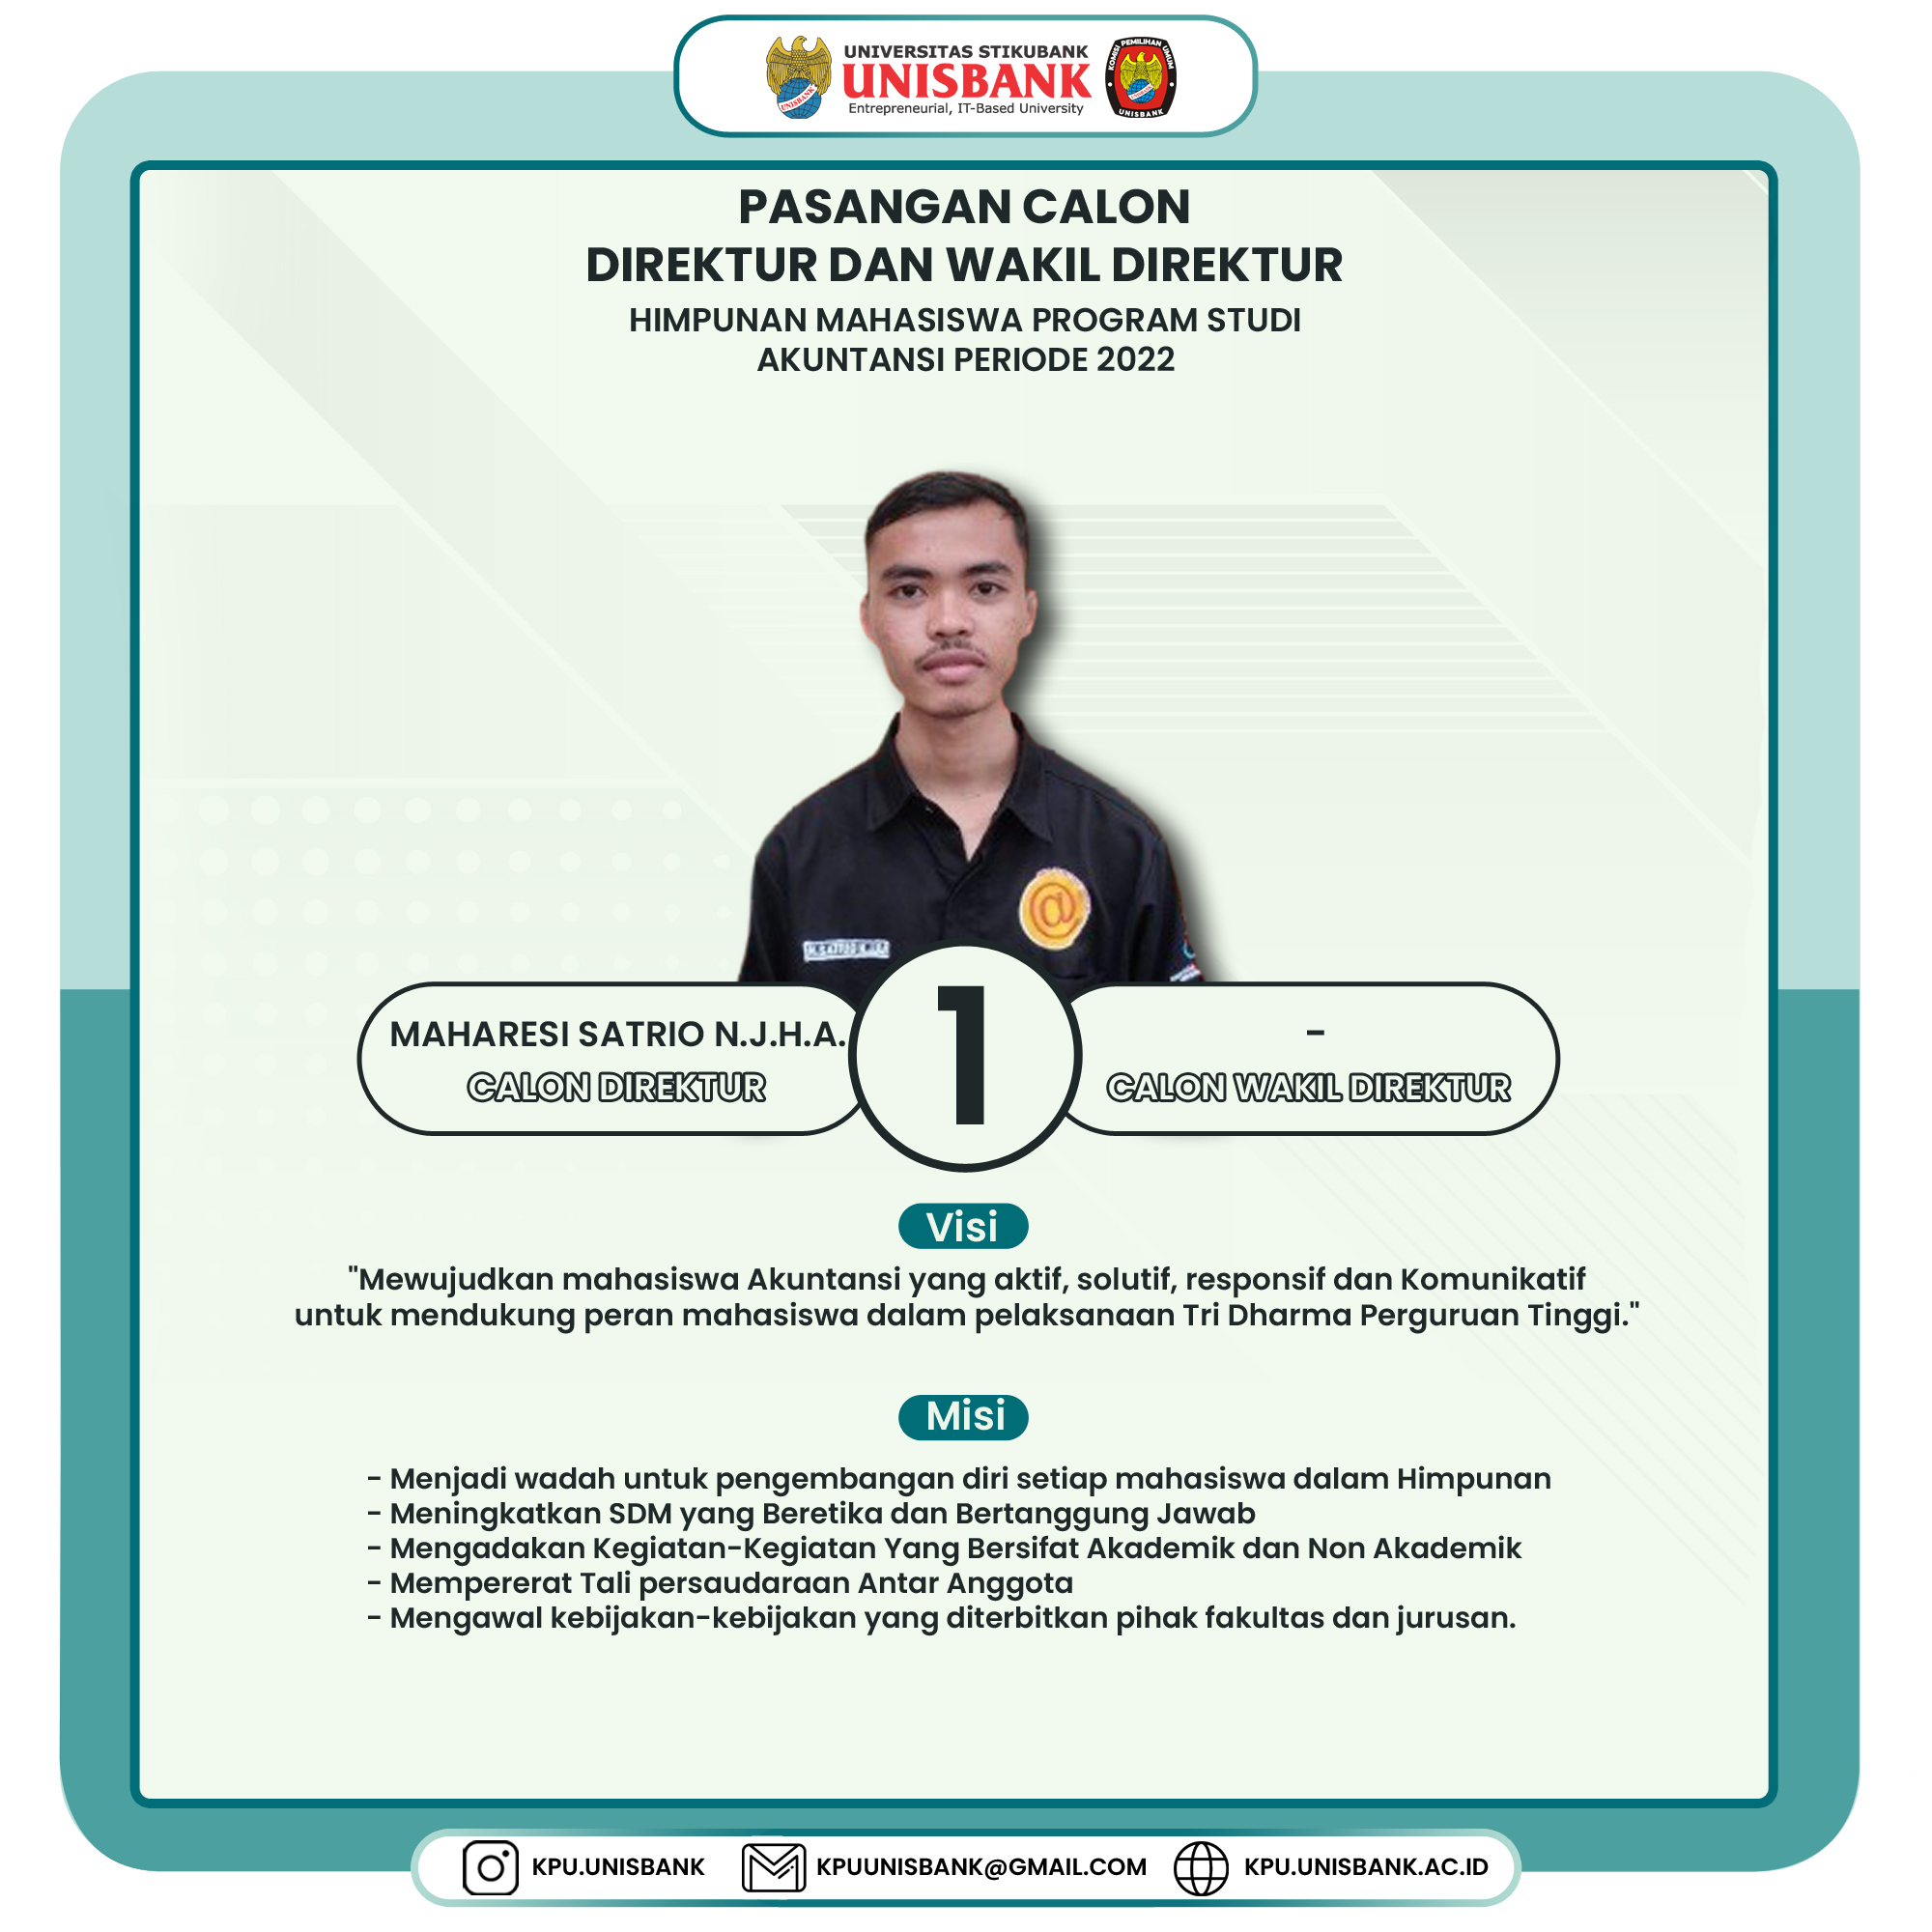 UNIVERSITAS STIKUBANK
UNISBANK
Entrepreneurial, IT-Based University
UNISBANK
KOMISI PEMILIHAN UMUM
UNISBANK
PASANGAN CALON
DIREKTUR DAN WAKIL DIREKTUR
HIMPUNAN MAHASISWA PROGRAM STUDI
AKUNTANSI PERIODE 2022
@
1
MAHARESI SATRIO N.J.H.A.
CALON DIREKTUR
-
CALON WAKIL DIREKTUR
Visi
"Mewujudkan mahasiswa Akuntansi yang aktif, solutif, responsif dan Komunikatif
untuk mendukung peran mahasiswa dalam pelaksanaan Tri Dharma Perguruan Tinggi."
Misi
- Menjadi wadah untuk pengembangan diri setiap mahasiswa dalam Himpunan
- Meningkatkan SDM yang Beretika dan Bertanggung Jawab
- Mengadakan Kegiatan-Kegiatan Yang Bersifat Akademik dan Non Akademik
- Mempererat Tali persaudaraan Antar Anggota
- Mengawal kebijakan-kebijakan yang diterbitkan pihak fakultas dan jurusan.
KPU.UNISBANK
KPUUNISBANK@GMAIL.COM
KPU.UNISBANK.AC.ID